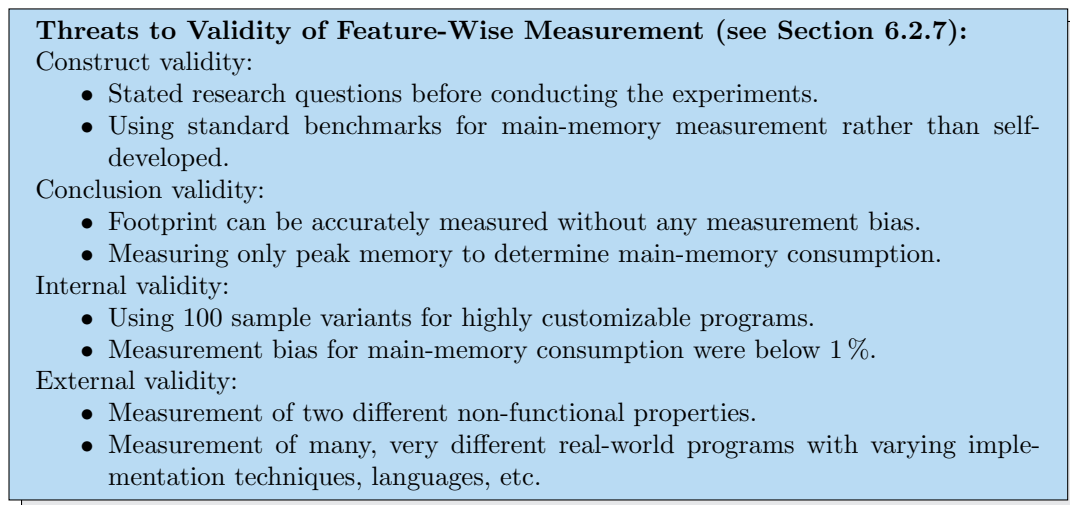 Threats to Validity of Feature-Wise Measurement (see Section 6.2.7):
Construct validity:
• Stated research questions before conducting the experiments.
• Using standard benchmarks for main-memory measurement rather than self-
developed.
Conclusion validity:
• Footprint can be accurately measured without any measurement bias.
• Measuring only peak memory to determine main-memory consumption.
Internal validity:
• Using 100 sample variants for highly customizable programs.
• Measurement bias for main-memory consumption were below 1 %.
External validity:
• Measurement of two different non-functional properties.
• Measurement of many, very different real-world programs with varying imple-
mentation techniques, languages, etc.